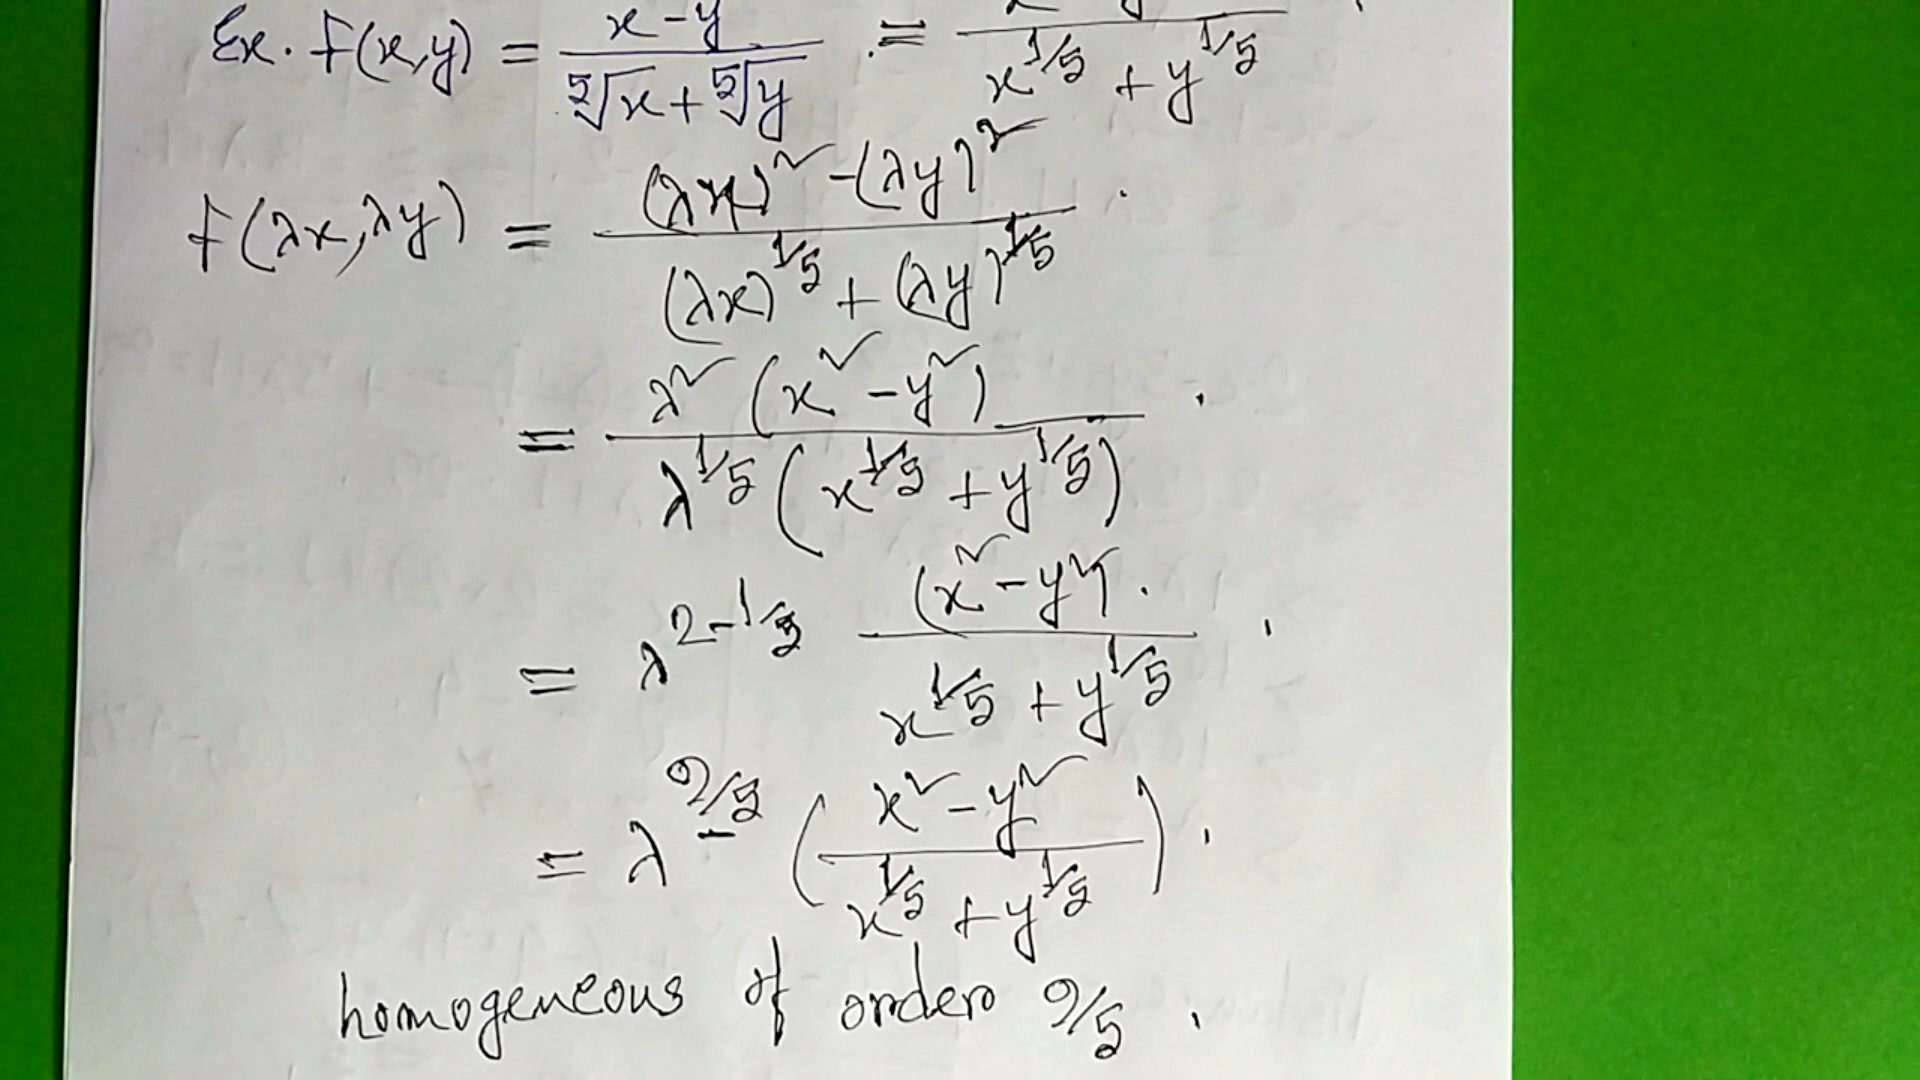 Ex. f(x,y) = (x - y)/(⁵√x + ⁵√y) . = /(x^1/5 + y^1/5)
f(λx,λy) = ((λx)² - (λy)²)/((λx)^1/5 + (λy)^1/5) .
= λ²(x² - y²)/(λ^1/5 (x^1/5 + y^1/5)) .
= λ^2-1/5 (x² - y²)./(x^1/5 + y^1/5) .
= λ^9/5 ((x² - y²)/(x^1/5 + y^1/5)) .
homogeneous of order 9/5 .